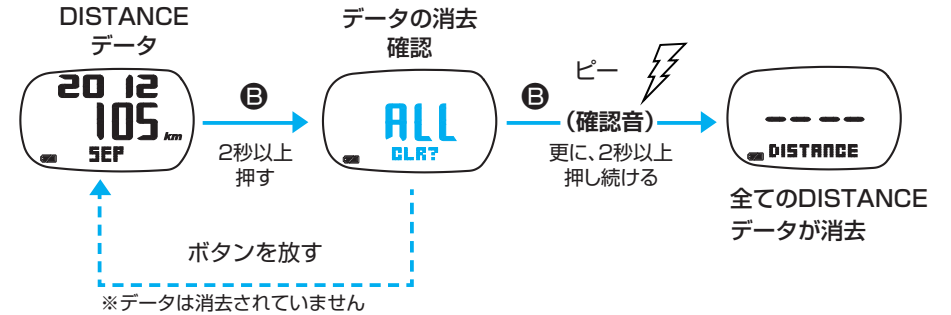 DISTANCE
データ
20 12
105 km
SEP
B
2秒以上
押す
データの消去
確認
ALL
CLR?
B
ピー
(確認音)
更に、2秒以上
押し続ける
----
DISTANCE
全てのDISTANCE
データが消去
ボタンを放す
※データは消去されていません